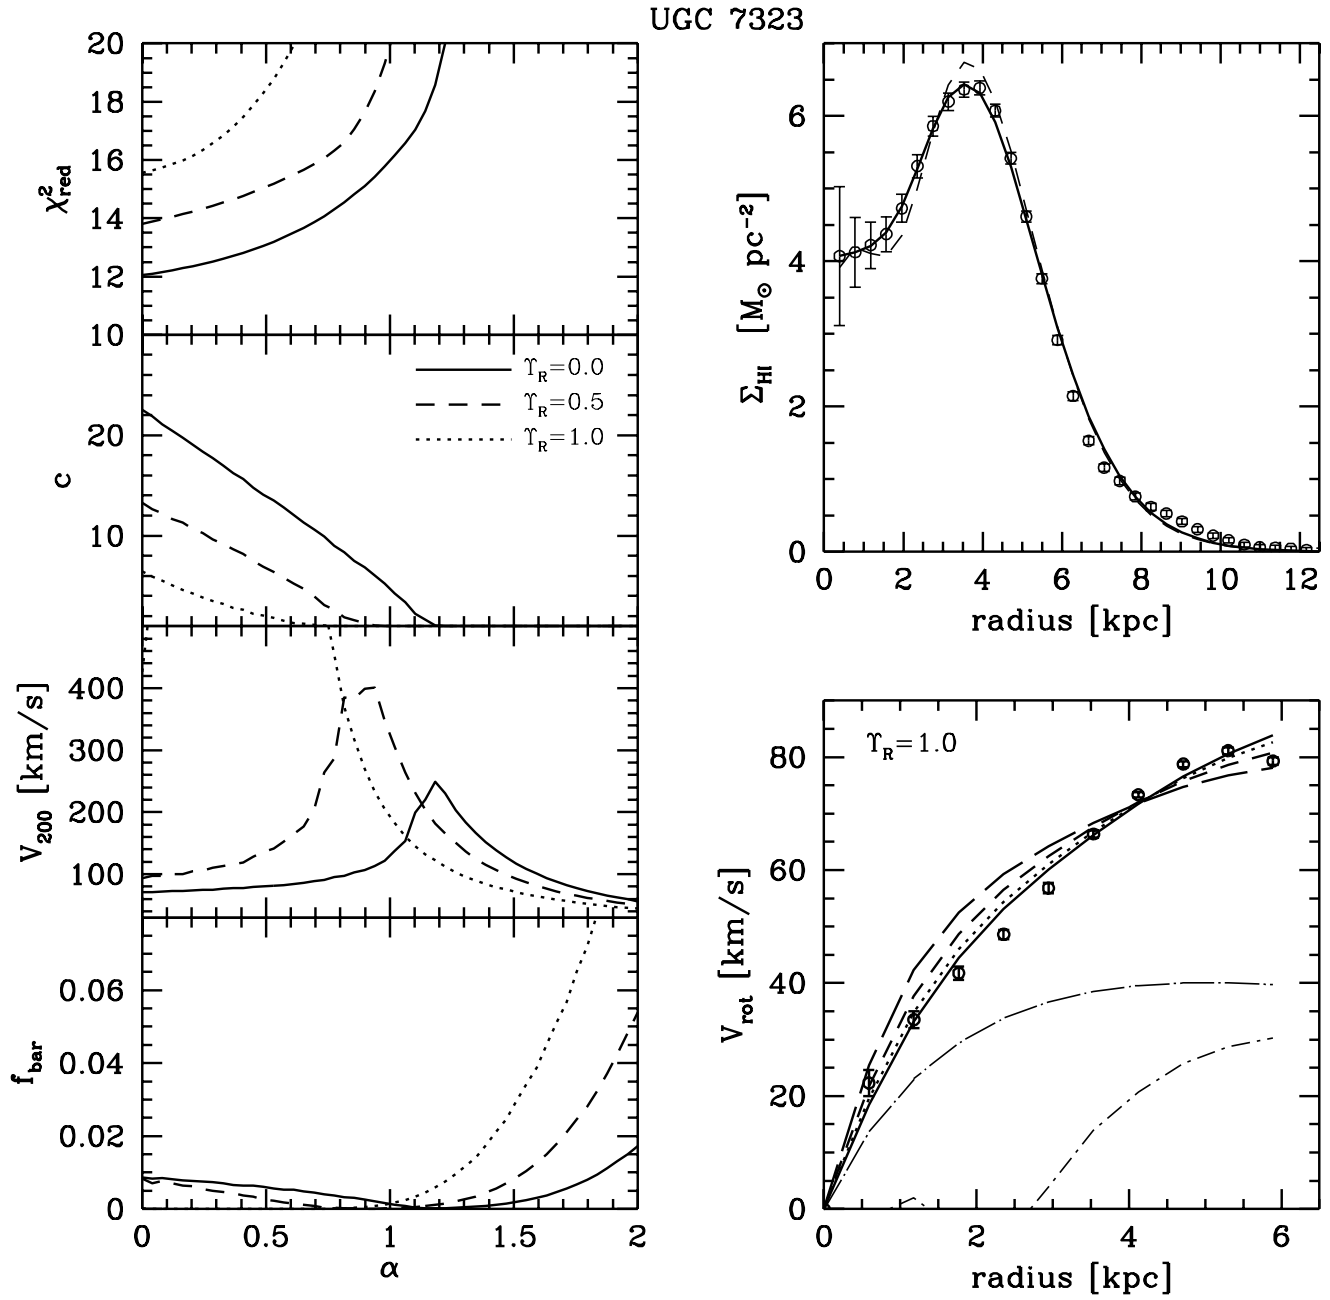 UGC 7323
20
18
16
14
12
10
χ²red
ϒR=0.0
ϒR=0.5
ϒR=1.0
20
10
c
400
300
200
100
V200 [km/s]
0.06
0.04
0.02
0
fbar
0 0.5 1 1.5 2
α
6
4
2
0
ΣHI [M⊙ pc−2]
0 2 4 6 8 10 12
radius [kpc]
ϒR=1.0
80
60
40
20
0
Vrot [km/s]
0 2 4 6
radius [kpc]